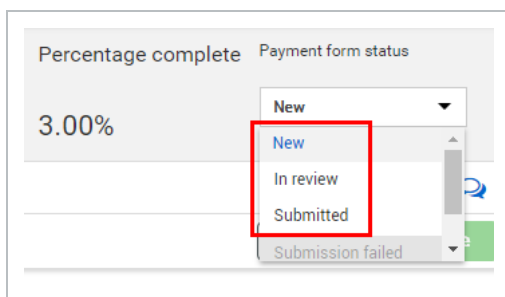 Percentage complete
Payment form status
3.00%
New
New
In review
Submitted
Submission failed